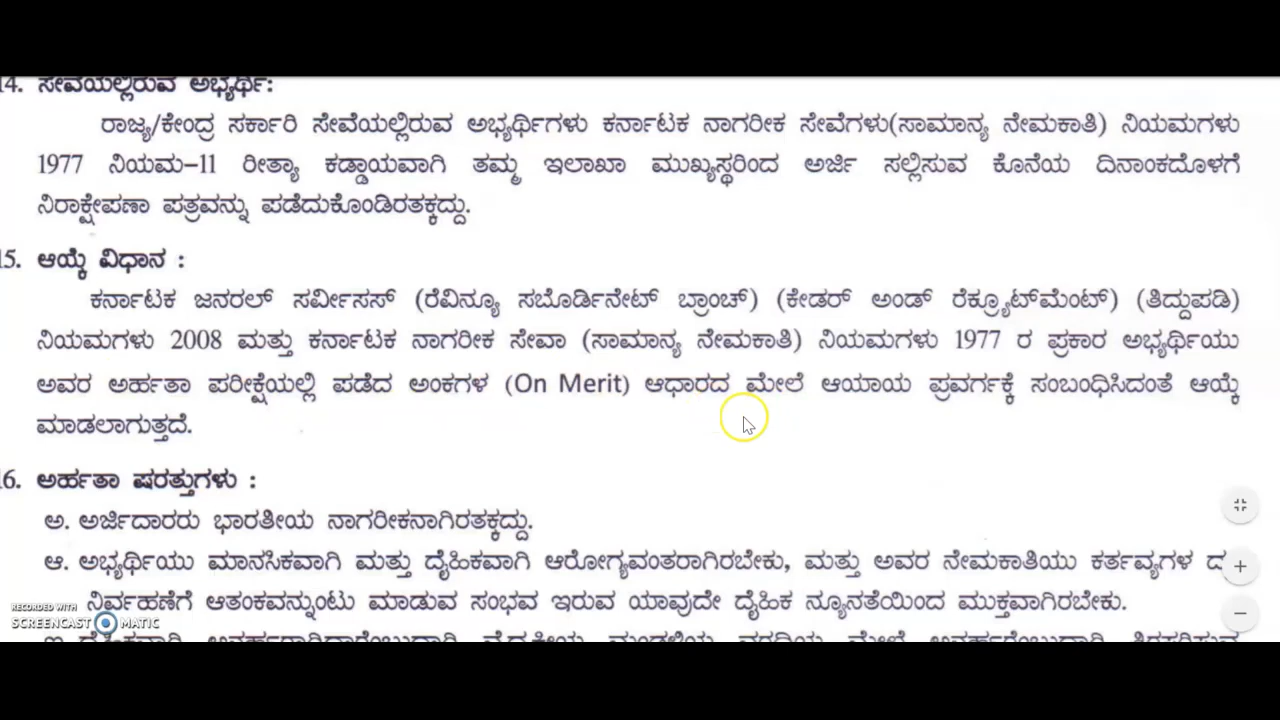 14. ಸೇವೆಯಲ್ಲಿರುವ ಅಭ್ಯರ್ಥಿ:
ರಾಜ್ಯ/ಕೇಂದ್ರ ಸರ್ಕಾರಿ ಸೇವೆಯಲ್ಲಿರುವ ಅಭ್ಯರ್ಥಿಗಳು ಕರ್ನಾಟಕ ನಾಗರೀಕ ಸೇವೆಗಳು(ಸಾಮಾನ್ಯ ನೇಮಕಾತಿ) ನಿಯಮಗಳು
1977 ನಿಯಮ-11 ರೀತ್ಯಾ ಕಡ್ಡಾಯವಾಗಿ ತಮ್ಮ ಇಲಾಖಾ ಮುಖ್ಯಸ್ಥರಿಂದ ಅರ್ಜಿ ಸಲ್ಲಿಸುವ ಕೊನೆಯ ದಿನಾಂಕದೊಳಗೆ
ನಿರಾಕ್ಷೇಪಣಾ ಪತ್ರವನ್ನು ಪಡೆದುಕೊಂಡಿರತಕ್ಕದ್ದು.
15. ಆಯ್ಕೆ ವಿಧಾನ :
ಕರ್ನಾಟಕ ಜನರಲ್ ಸರ್ವೀಸಸ್ (ರೆವಿನ್ಯೂ ಸಬೊರ್ಡಿನೇಟ್ ಬ್ರಾಂಚ್) (ಕೇಡರ್ ಅಂಡ್ ರೆಕ್ರ್ಯೂಟ್‌ಮೆಂಟ್) (ತಿದ್ದುಪಡಿ)
ನಿಯಮಗಳು 2008 ಮತ್ತು ಕರ್ನಾಟಕ ನಾಗರೀಕ ಸೇವಾ (ಸಾಮಾನ್ಯ ನೇಮಕಾತಿ) ನಿಯಮಗಳು 1977 ರ ಪ್ರಕಾರ ಅಭ್ಯರ್ಥಿಯು
ಅವರ ಅರ್ಹತಾ ಪರೀಕ್ಷೆಯಲ್ಲಿ ಪಡೆದ ಅಂಕಗಳ (On Merit) ಆಧಾರದ ಮೇಲೆ ಆಯಾಯ ಪ್ರವರ್ಗಕ್ಕೆ ಸಂಬಂಧಿಸಿದಂತೆ ಆಯ್ಕೆ
ಮಾಡಲಾಗುತ್ತದೆ.
16. ಅರ್ಹತಾ ಷರತ್ತುಗಳು :
ಅ. ಅರ್ಜಿದಾರರು ಭಾರತೀಯ ನಾಗರೀಕನಾಗಿರತಕ್ಕದ್ದು.
ಆ. ಅಭ್ಯರ್ಥಿಯು ಮಾನಸಿಕವಾಗಿ ಮತ್ತು ದೈಹಿಕವಾಗಿ ಆರೋಗ್ಯವಂತರಾಗಿರಬೇಕು, ಮತ್ತು ಅವರ ನೇಮಕಾತಿಯು ಕರ್ತವ್ಯಗಳ
ನಿರ್ವಹಣೆಗೆ ಆತಂಕವನ್ನುಂಟು ಮಾಡುವ ಸಂಭವ ಇರುವ ಯಾವುದೇ ದೈಹಿಕ ನ್ಯೂನತೆಯಿಂದ ಮುಕ್ತವಾಗಿರಬೇಕು.
RECORDED WITH
SCREENCAST MATIC